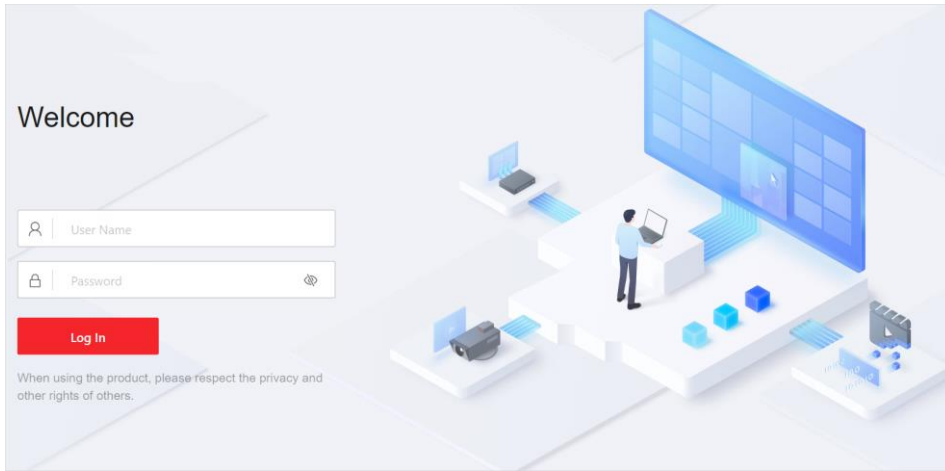 Welcome
User Name
Password
Log In
When using the product, please respect the privacy and
other rights of others.